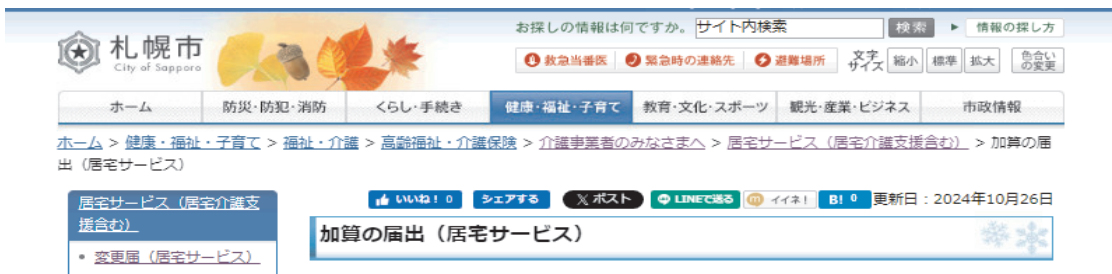 お探しの情報は何ですか。 サイト内検索 検索 情報の探し方
札幌市
City of Sapporo
救急当番医 緊急時の連絡先 避難場所 文字サイズ 縮小 標準 拡大 色合いの変更
ホーム 防災・防犯・消防 くらし・手続き 健康・福祉・子育て 教育・文化・スポーツ 観光・産業・ビジネス 市政情報
ホーム > 健康・福祉・子育て > 福祉・介護 > 高齢福祉・介護保険 > 介護事業者のみなさまへ > 居宅サービス（居宅介護支援含む） > 加算の届
出（居宅サービス）
居宅サービス（居宅介護支
援含む）
• 変更届（居宅サービス）
いいね！ 0 シェアする ポスト LINEで送る イイネ！ B! 0 更新日：2024年10月26日
加算の届出（居宅サービス）